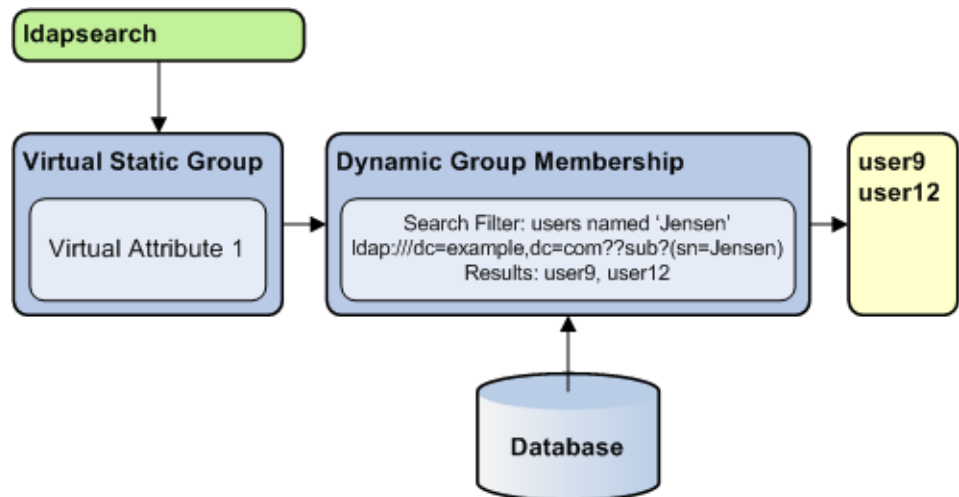 ldapsearch
Virtual Static Group
Virtual Attribute 1
Dynamic Group Membership
Search Filter: users named ‘Jensen’
ldap:///dc=example,dc=com??sub?(sn=Jensen)
Results: user9, user12
user9
user12
Database